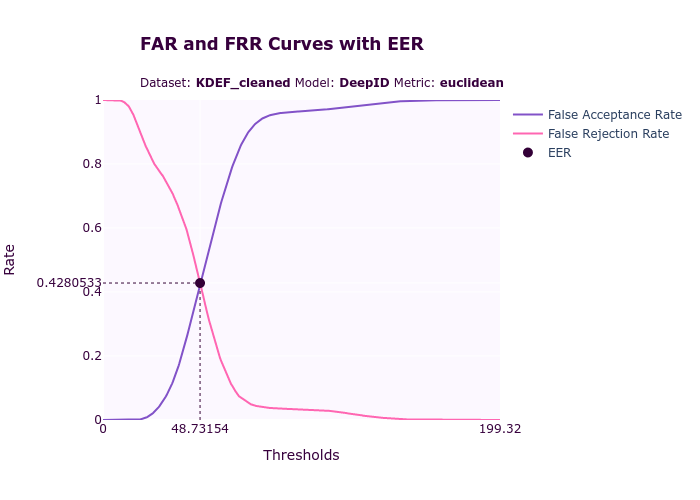 FAR and FRR Curves with EER
Dataset: KDEF_cleaned Model: DeepID Metric: euclidean
False Acceptance Rate
False Rejection Rate
EER
Rate
1
0.8
0.6
0.4280533
0.4
0.2
0
0
48.73154
199.32
Thresholds